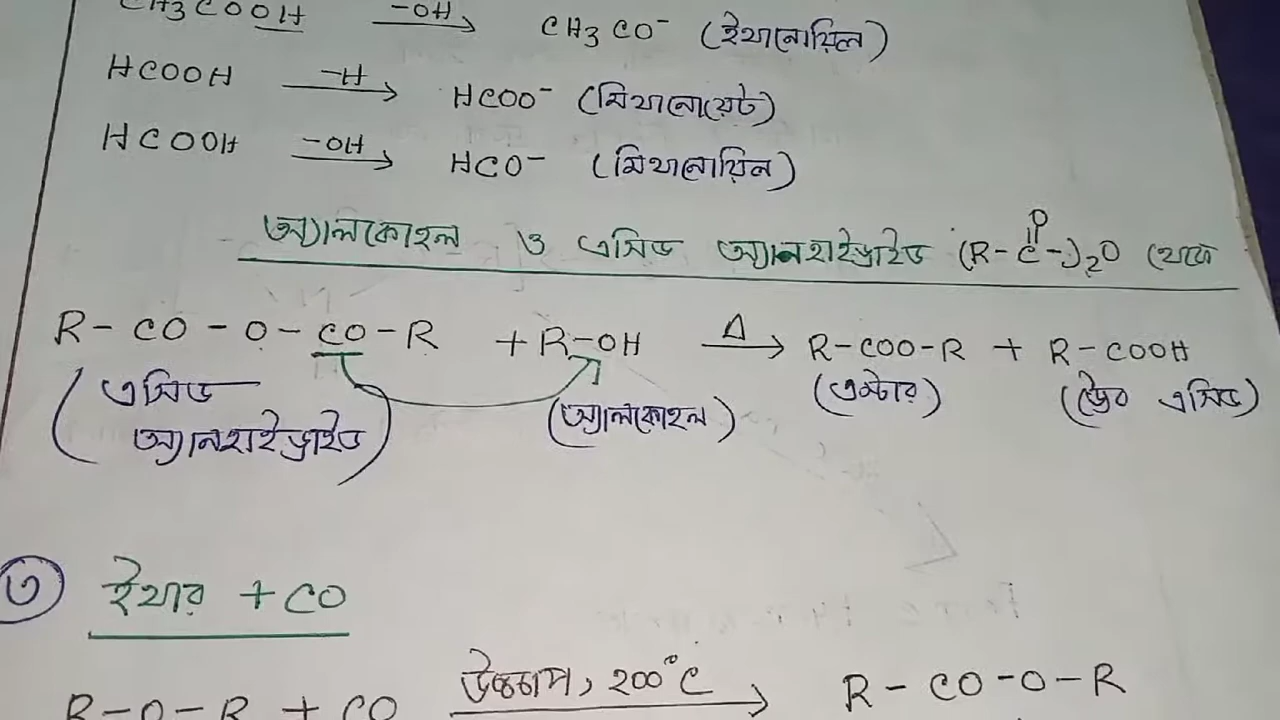 CH3COOH —-OH→ CH3CO⁻ (ইথানোয়িল)
HCOOH —-H→ HCOO⁻ (মিথানোয়েট)
HCOOH —-OH→ HCO⁻ (মিথানোয়িল)
অ্যালকোহল ও এসিড অ্যানহাইড্রাইড (R-C(=O)-)₂O থেকে
R-CO-O-CO-R + R-OH —Δ→ R-COO-R + R-COOH
(এসিড অ্যানহাইড্রাইড) (অ্যালকোহল) (এস্টার) (জৈব এসিড)
৩ ইথার + CO
R-O-R + CO —উচ্চচাপ, ২00°C→ R-CO-O-R